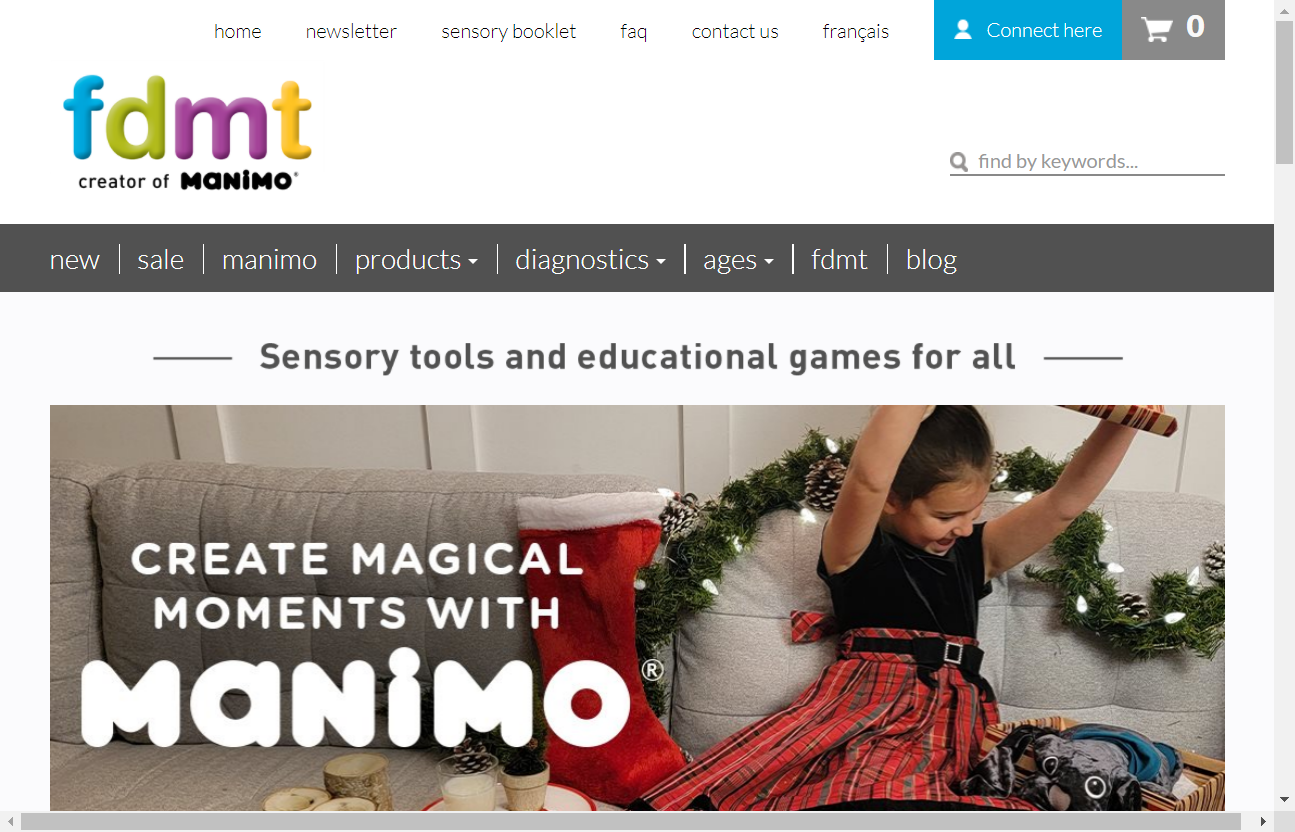 home newsletter sensory booklet faq contact us français Connect here 0
fdmt
creator of MANiMO®
find by keywords...
new sale manimo products diagnostics ages fdmt blog
Sensory tools and educational games for all
CREATE MAGICAL
MOMENTS WITH
MANiMO®